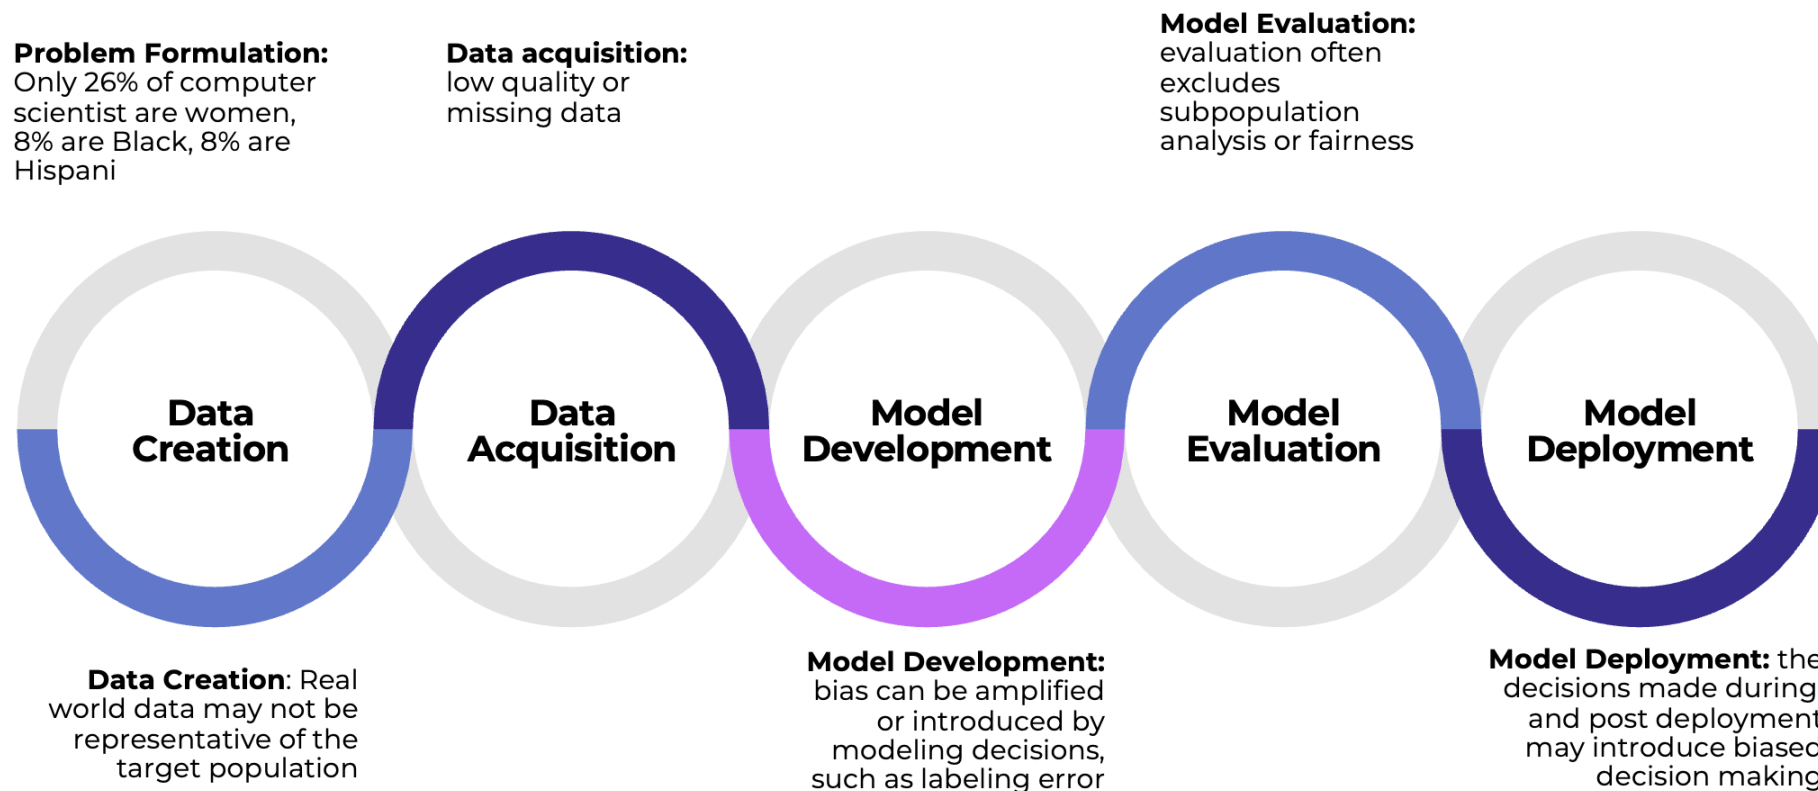 Problem Formulation:
Only 26% of computer
scientist are women,
8% are Black, 8% are
Hispani
Data acquisition:
low quality or
missing data
Model Evaluation:
evaluation often
excludes
subpopulation
analysis or fairness
Data
Creation
Data
Acquisition
Model
Development
Model
Evaluation
Model
Deployment
Data Creation: Real
world data may not be
representative of the
target population
Model Development:
bias can be amplified
or introduced by
modeling decisions,
such as labeling error
Model Deployment: the
decisions made during
and post deployment
may introduce biased
decision making